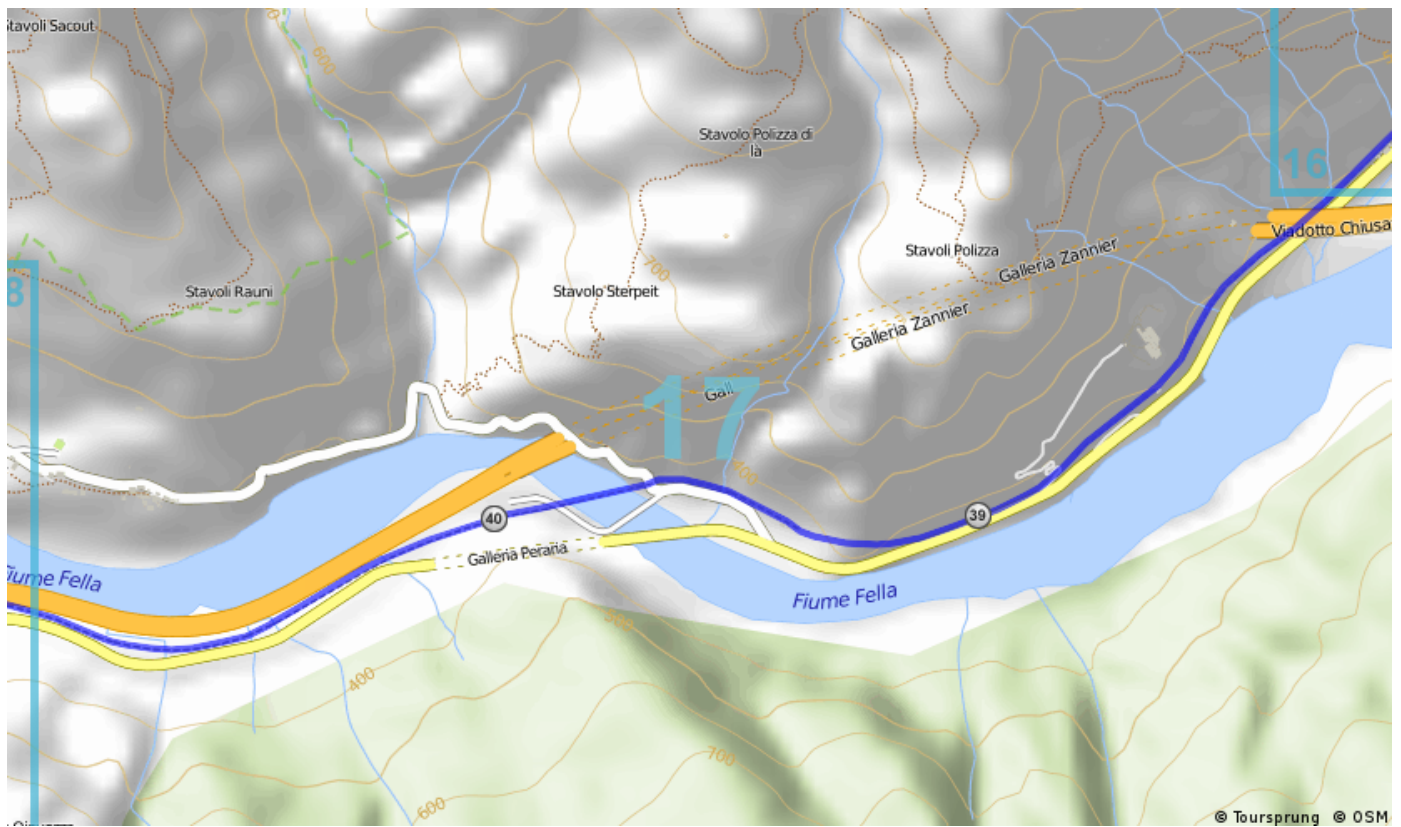 Stavoli Sacout
600
Stavolo Polizza di
là
16
Viadotto Chiusa
Stavoli Polizza
Galleria Zannier
700
8
Stavoli Rauni
Stavolo Sterpeit
Galleria Zannier
Gall
17
400
40
39
Galleria Peraria
Fiume Fella
Fiume Fella
500
400
700
600
© Toursprung © OSM